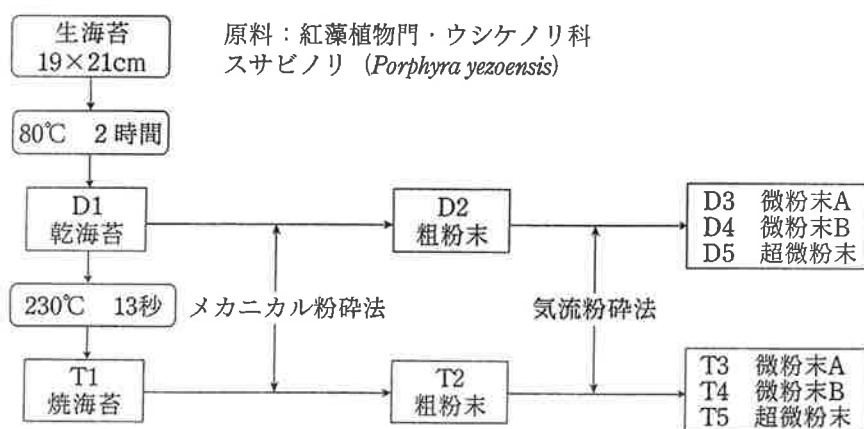 生海苔
19×21cm
原料：紅藻植物門・ウシケノリ科
スサビノリ（Porphyra yezoensis）
80℃　2時間
D1
乾海苔
D2
粗粉末
D3　微粉末A
D4　微粉末B
D5　超微粉末
230℃　13秒
メカニカル粉砕法
気流粉砕法
T1
焼海苔
T2
粗粉末
T3　微粉末A
T4　微粉末B
T5　超微粉末